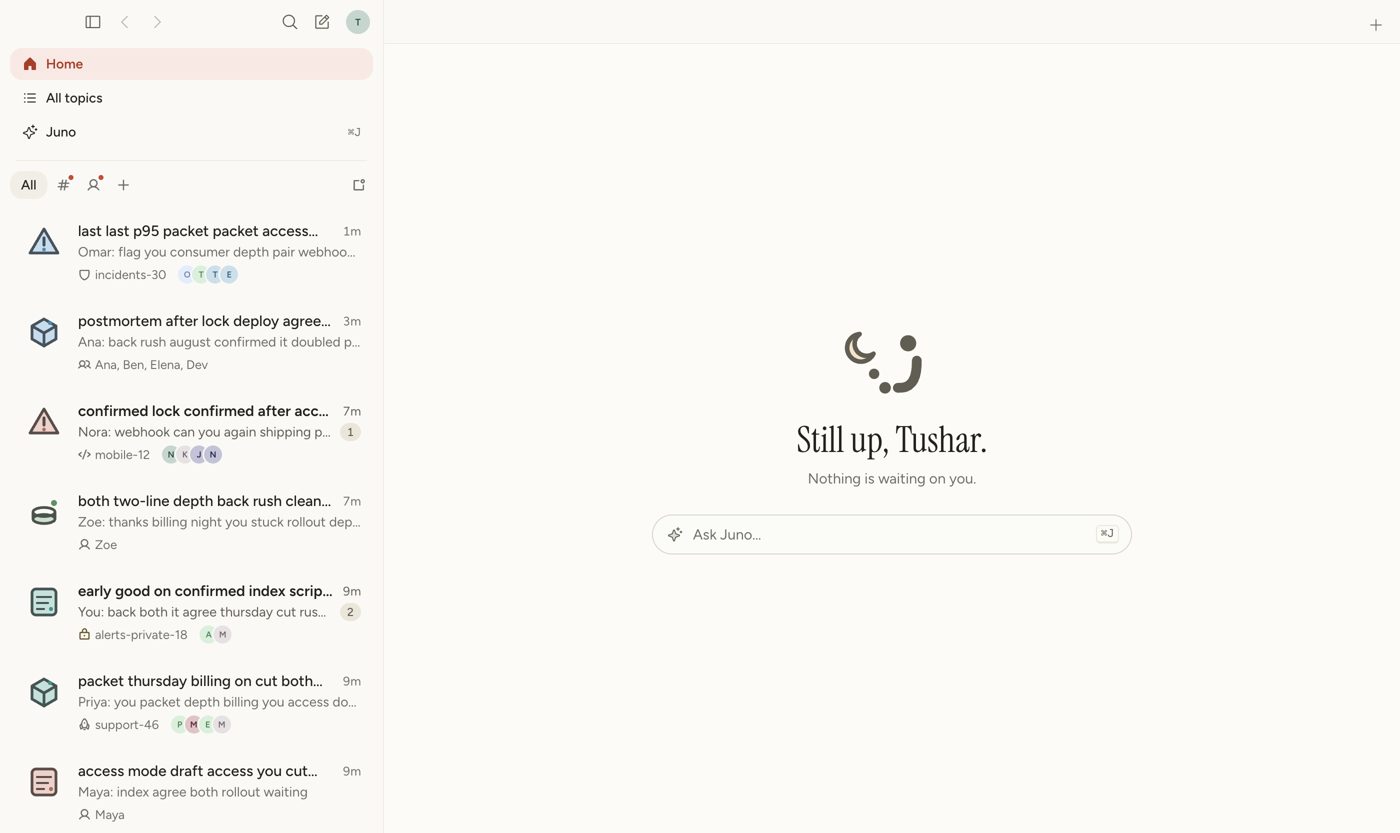 T
Home
All topics
Juno ⌘J
All
last last p95 packet packet access... 1m
Omar: flag you consumer depth pair webhoo...
incidents-30 O T T E
postmortem after lock deploy agree... 3m
Ana: back rush august confirmed it doubled p...
Ana, Ben, Elena, Dev
confirmed lock confirmed after acc... 7m
Nora: webhook can you again shipping p... 1
mobile-12 N K J N
both two-line depth back rush clean... 7m
Zoe: thanks billing night you stuck rollout dep...
Zoe
early good on confirmed index scrip... 9m
You: back both it agree thursday cut rus... 2
alerts-private-18 A M
packet thursday billing on cut both... 9m
Priya: you packet depth billing you access do...
support-46 P M E M
access mode draft access you cut... 9m
Maya: index agree both rollout waiting
Maya
Still up, Tushar.
Nothing is waiting on you.
Ask Juno... ⌘J